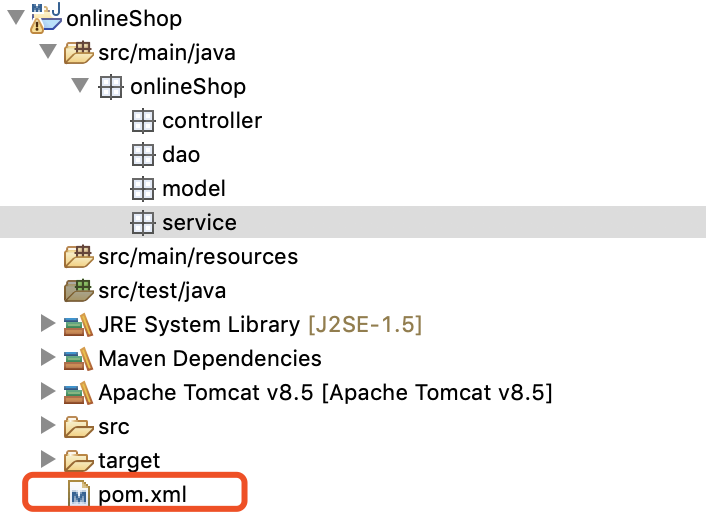 onlineShop
src/main/java
onlineShop
controller
dao
model
service
src/main/resources
src/test/java
JRE System Library [J2SE-1.5]
Maven Dependencies
Apache Tomcat v8.5 [Apache Tomcat v8.5]
src
target
pom.xml